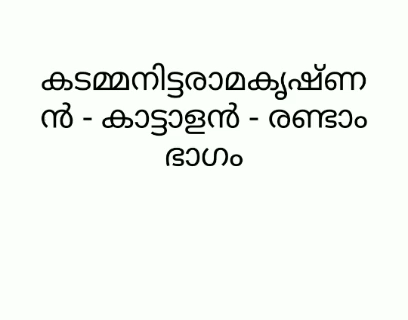 കടമ്മനിട്ടരാമകൃഷ്ണ
ൻ - കാട്ടാളൻ - രണ്ടാം
ഭാഗം